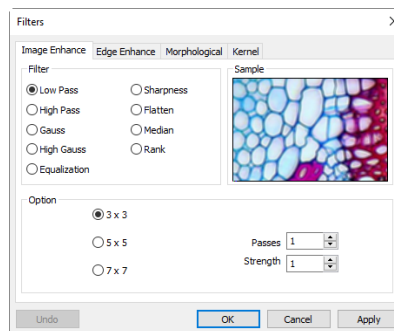 Filters
Image Enhance Edge Enhance Morphological Kernel
Filter
Low Pass
High Pass
Gauss
High Gauss
Equalization
Sharpness
Flatten
Median
Rank
Sample
Option
3 x 3
5 x 5
7 x 7
Passes 1
Strength 1
Undo OK Cancel Apply